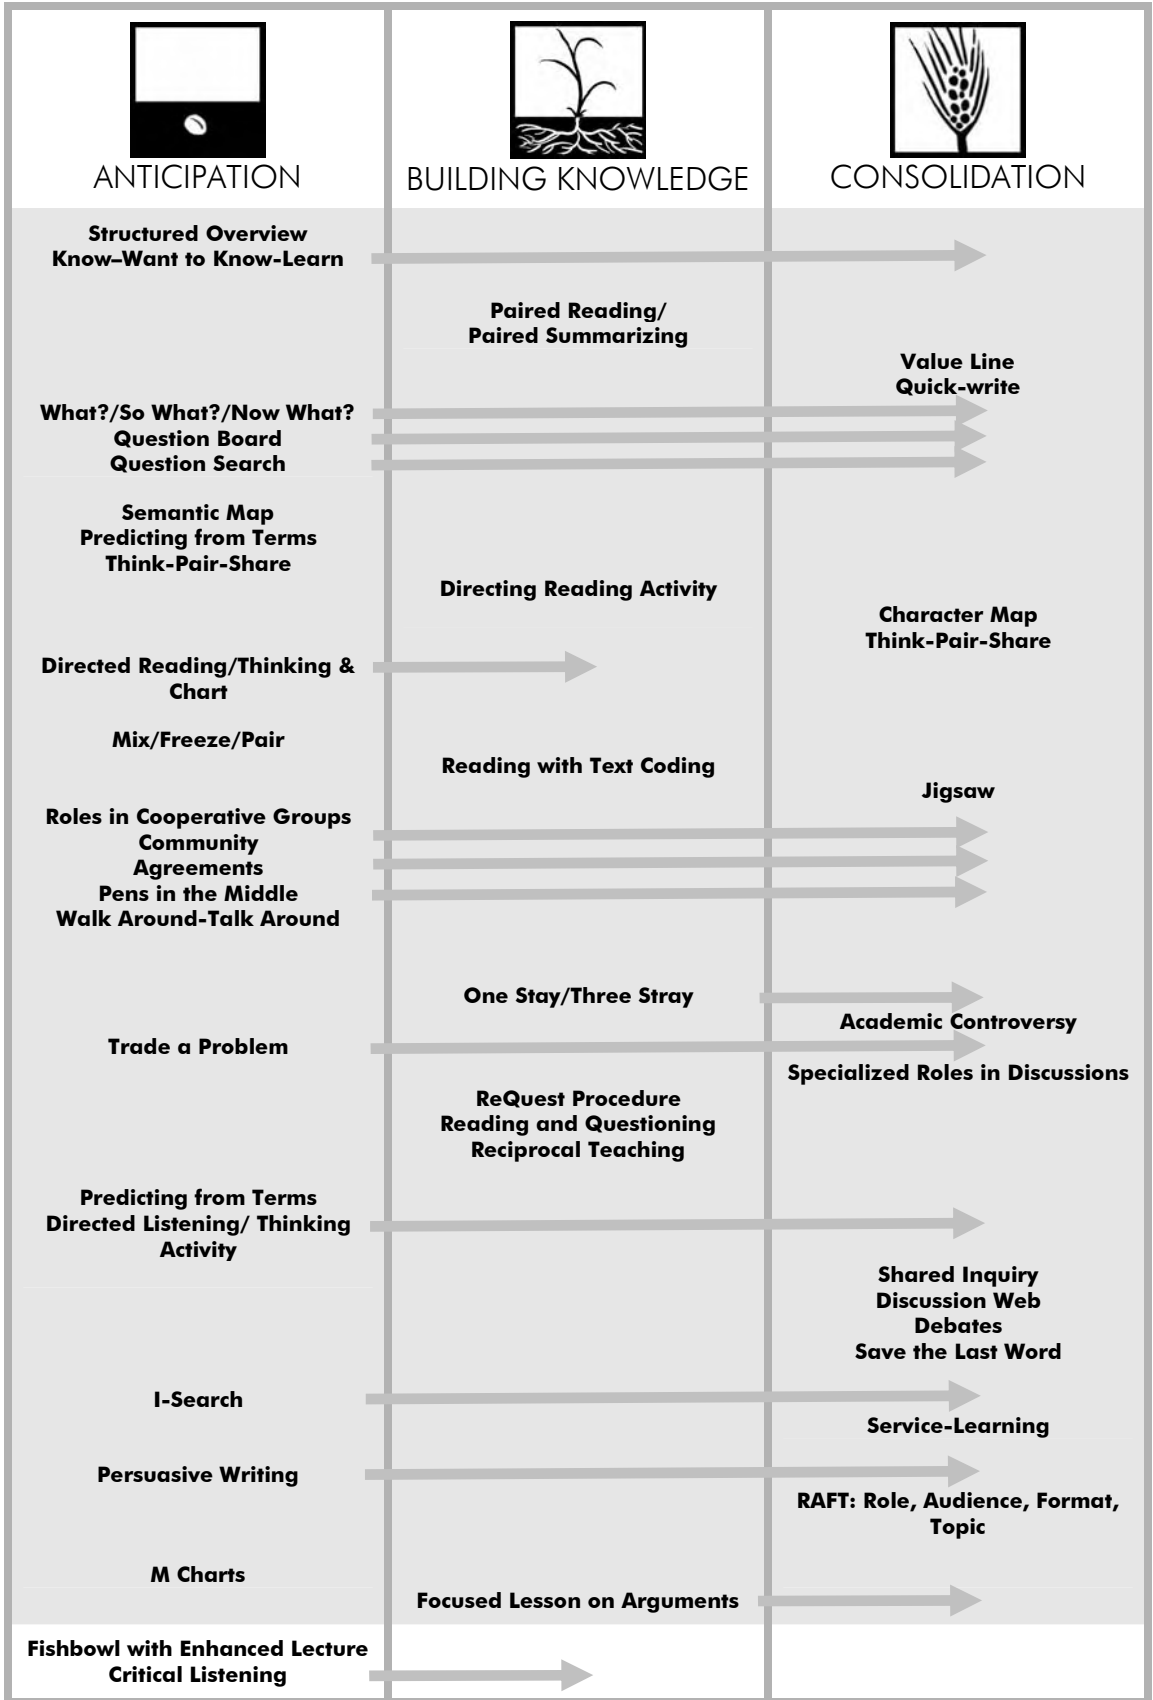 ANTICIPATION
BUILDING KNOWLEDGE
CONSOLIDATION
Structured Overview
Know–Want to Know-Learn
Paired Reading/
Paired Summarizing
Value Line
Quick-write
What?/So What?/Now What?
Question Board
Question Search
Semantic Map
Predicting from Terms
Think-Pair-Share
Directing Reading Activity
Character Map
Think-Pair-Share
Directed Reading/Thinking &
Chart
Mix/Freeze/Pair
Reading with Text Coding
Jigsaw
Roles in Cooperative Groups
Community
Agreements
Pens in the Middle
Walk Around-Talk Around
One Stay/Three Stray
Academic Controversy
Trade a Problem
Specialized Roles in Discussions
ReQuest Procedure
Reading and Questioning
Reciprocal Teaching
Predicting from Terms
Directed Listening/ Thinking
Activity
Shared Inquiry
Discussion Web
Debates
Save the Last Word
I-Search
Service-Learning
Persuasive Writing
RAFT: Role, Audience, Format,
Topic
M Charts
Focused Lesson on Arguments
Fishbowl with Enhanced Lecture
Critical Listening